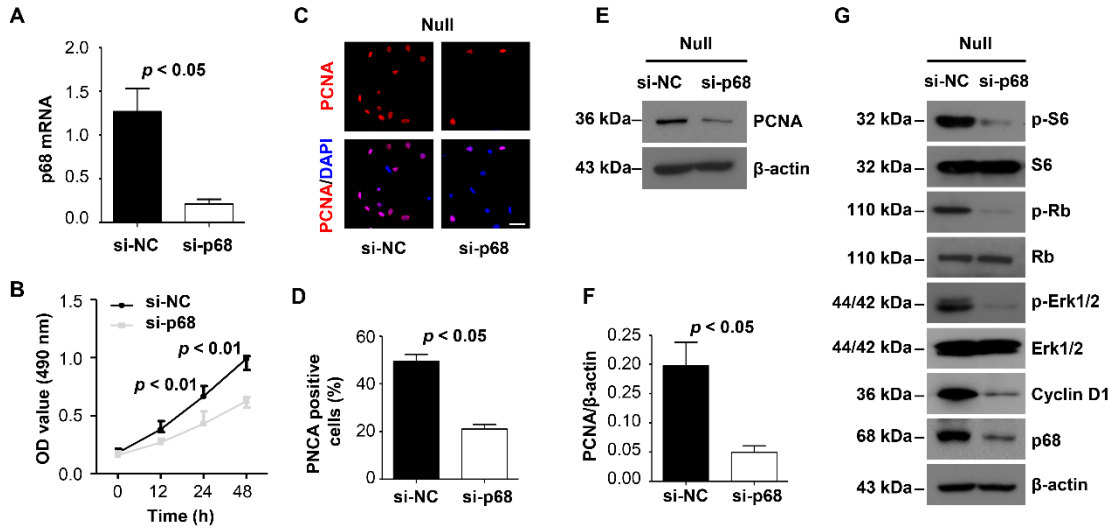 A
2.0
1.5
1.0
0.5
0.0
p68 mRNA
p < 0.05
si-NC
si-p68
B
si-NC
si-p68
1.5
1.0
0.5
0.0
OD value (490 nm)
p < 0.01
p < 0.01
0
12
24
48
Time (h)
C
Null
PCNA
PCNA/DAPI
si-NC
si-p68
D
60
40
20
0
PNCA positive
cells (%)
p < 0.05
si-NC
si-p68
E
Null
si-NC
si-p68
36 kDa
PCNA
43 kDa
β-actin
F
0.25
0.20
0.15
0.10
0.05
0.00
PCNA/β-actin
p < 0.05
si-NC
si-p68
G
Null
si-NC
si-p68
32 kDa
p-S6
32 kDa
S6
110 kDa
p-Rb
110 kDa
Rb
44/42 kDa
p-Erk1/2
44/42 kDa
Erk1/2
36 kDa
Cyclin D1
68 kDa
p68
43 kDa
β-actin